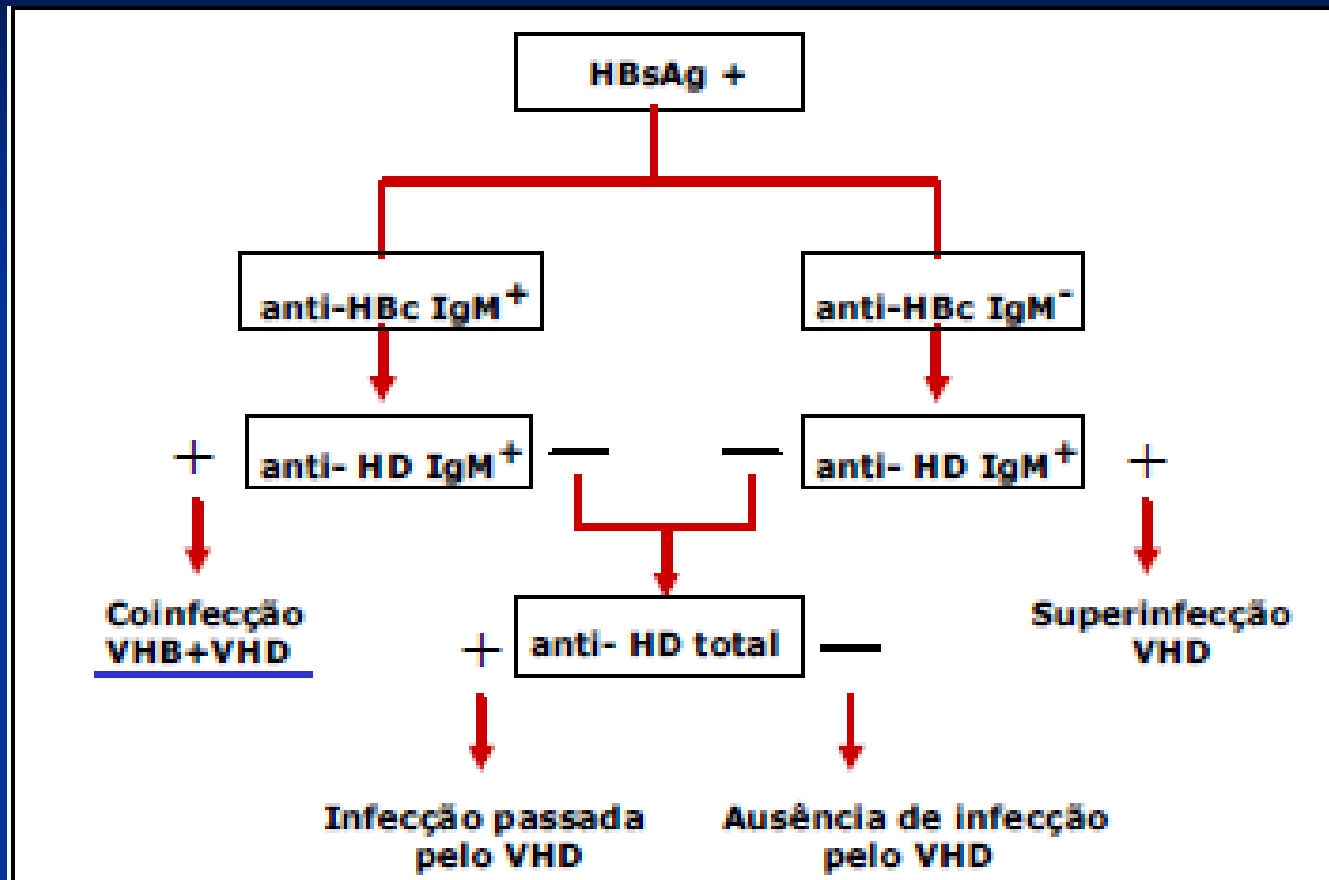 HBsAg +
anti-HBc IgM+
anti-HBc IgM-
+ anti- HD IgM+ —
— anti- HD IgM+ +
Coinfecção
VHB+VHD
Superinfecção
VHD
+ anti- HD total —
Infecção passada
pelo VHD
Ausência de infecção
pelo VHD